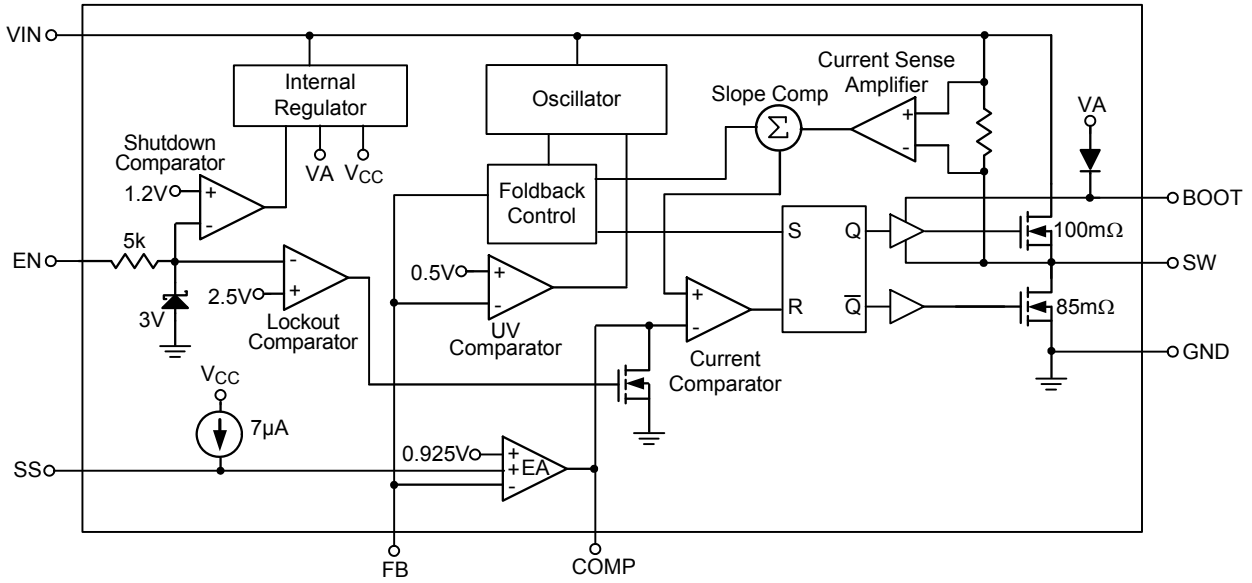 VIN
Internal
Regulator
Oscillator
Current Sense
Amplifier
Slope Comp
Σ
+
-
VA
Shutdown
Comparator
VA
VCC
1.2V
+
-
Foldback
Control
BOOT
5k
EN
S
Q
100mΩ
SW
-
+
2.5V
3V
Lockout
Comparator
0.5V
+
-
UV
Comparator
+
-
R
Q
85mΩ
Current
Comparator
GND
VCC
7µA
0.925V
+
+
EA
-
SS
FB
COMP